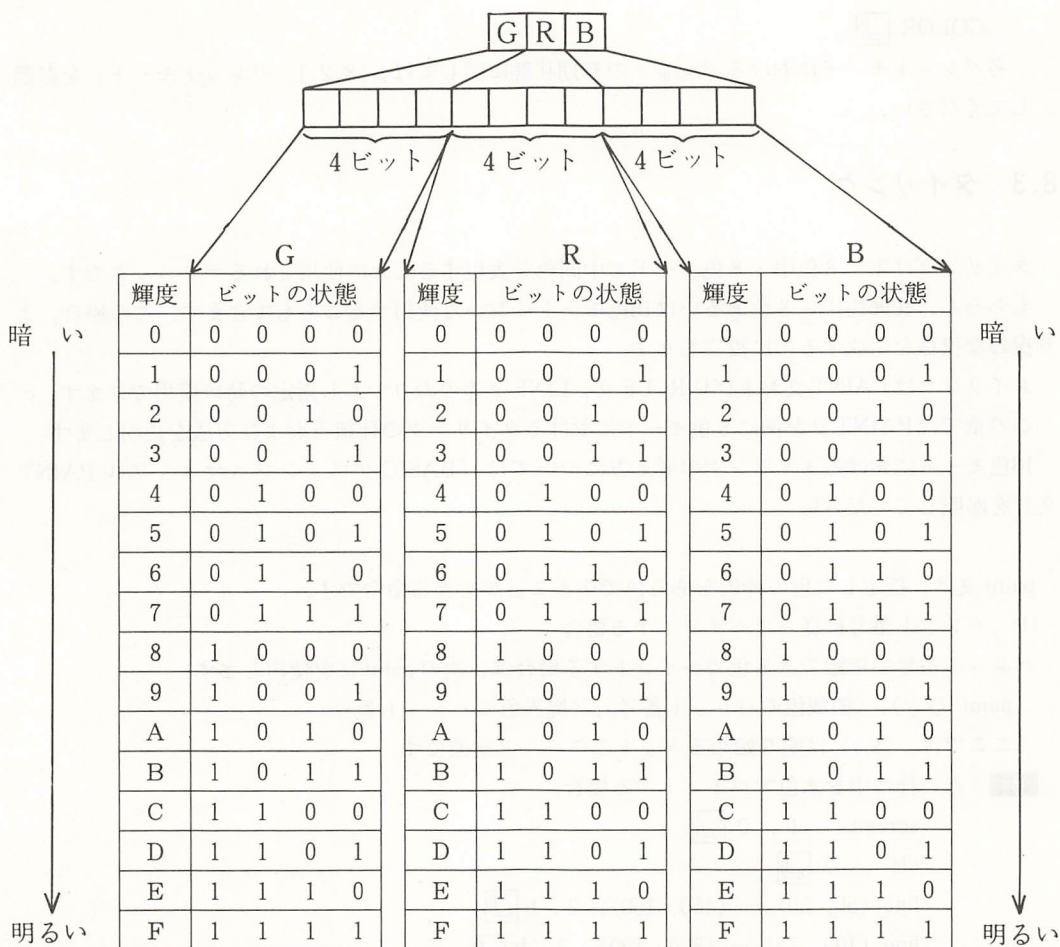 G R B
4ビット 4ビット 4ビット
G R B
輝度 ビットの状態 輝度 ビットの状態 輝度 ビットの状態
暗い 0 0 0 0 0 0 0 0 0 0 0 0 0 0 0 暗い
1 0 0 0 1 1 0 0 0 1 1 0 0 0 1
2 0 0 1 0 2 0 0 1 0 2 0 0 1 0
3 0 0 1 1 3 0 0 1 1 3 0 0 1 1
4 0 1 0 0 4 0 1 0 0 4 0 1 0 0
5 0 1 0 1 5 0 1 0 1 5 0 1 0 1
6 0 1 1 0 6 0 1 1 0 6 0 1 1 0
7 0 1 1 1 7 0 1 1 1 7 0 1 1 1
8 1 0 0 0 8 1 0 0 0 8 1 0 0 0
9 1 0 0 1 9 1 0 0 1 9 1 0 0 1
A 1 0 1 0 A 1 0 1 0 A 1 0 1 0
B 1 0 1 1 B 1 0 1 1 B 1 0 1 1
C 1 1 0 0 C 1 1 0 0 C 1 1 0 0
D 1 1 0 1 D 1 1 0 1 D 1 1 0 1
E 1 1 1 0 E 1 1 1 0 E 1 1 1 0
明るい F 1 1 1 1 F 1 1 1 1 F 1 1 1 1 明るい